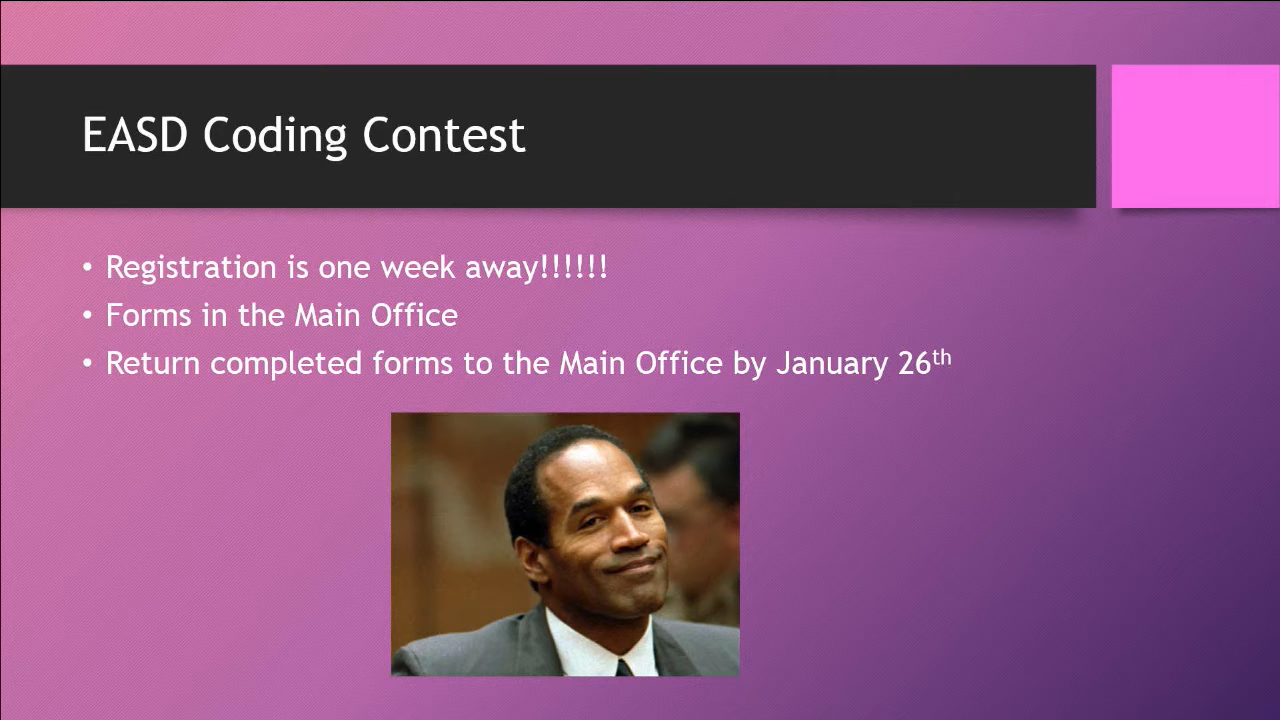 EASD Coding Contest
• Registration is one week away!!!!!!
• Forms in the Main Office
• Return completed forms to the Main Office by January 26th